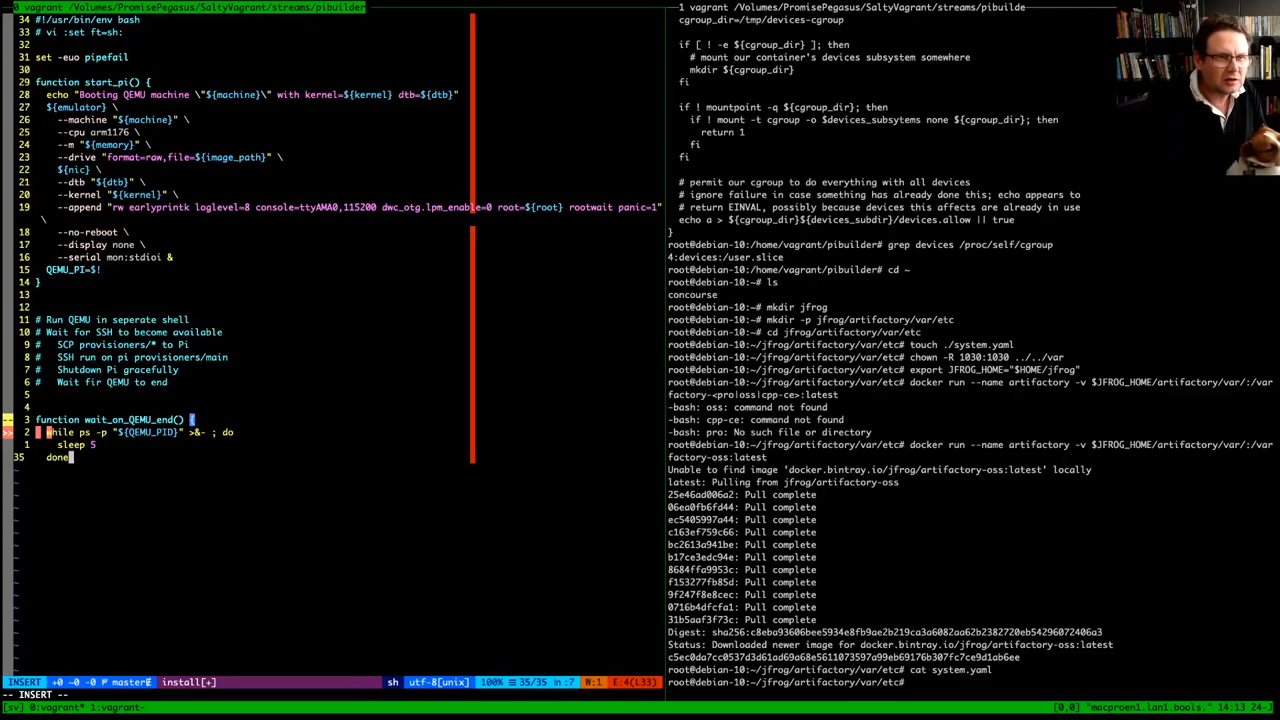 0 vagrant /Volumes/PromisePegasus/SaltyVagrant/streams/pibuilder
34 #!/usr/bin/env bash
33 # vi :set ft=sh:
32
31 set -euo pipefail
30
29 function start_pi() {
28   echo "Booting QEMU machine \"${machine}\" with kernel=${kernel} dtb=${dtb}"
27   ${emulator} \
26     --machine "${machine}" \
25     --cpu arm1176 \
24     --m "${memory}" \
23     --drive "format=raw,file=${image_path}" \
22     ${nic} \
21     --dtb "${dtb}" \
20     --kernel "${kernel}" \
19     --append "rw earlyprintk loglevel=8 console=ttyAMA0,115200 dwc_otg.lpm_enable=0 root=${root} rootwait panic=1"
\
18     --no-reboot \
17     --display none \
16     --serial mon:stdioi &
15   QEMU_PI=$!
14 }
13
12
11 # Run QEMU in seperate shell
10 # Wait for SSH to become available
9 #   SCP provisioners/* to Pi
8 #   SSH run on pi provisioners/main
7 #   Shutdown Pi gracefully
6 #   Wait fir QEMU to end
5
4
-- 3 function wait_on_QEMU_end() {
>> 2   while ps -p "${QEMU_PID}" >&- ; do
1     sleep 5
35   done
INSERT +0 ~0 -0 master install[+] sh utf-8[unix] 100% 35/35 :7 W:1 E:4(L33)
-- INSERT --
1 vagrant /Volumes/PromisePegasus/SaltyVagrant/streams/pibuilde
cgroup_dir=/tmp/devices-cgroup
if [ ! -e ${cgroup_dir} ]; then
# mount our container's devices subsystem somewhere
mkdir ${cgroup_dir}
fi
if ! mountpoint -q ${cgroup_dir}; then
if ! mount -t cgroup -o $devices_subsytems none ${cgroup_dir}; then
return 1
fi
fi
# permit our cgroup to do everything with all devices
# ignore failure in case something has already done this; echo appears to
# return EINVAL, possibly because devices this affects are already in use
echo a > ${cgroup_dir}${devices_subdir}/devices.allow || true
}
root@debian-10:/home/vagrant/pibuilder# grep devices /proc/self/cgroup
4:devices:/user.slice
root@debian-10:/home/vagrant/pibuilder# cd ~
root@debian-10:~# ls
concourse
root@debian-10:~# mkdir jfrog
root@debian-10:~# mkdir -p jfrog/artifactory/var/etc
root@debian-10:~# cd jfrog/artifactory/var/etc
root@debian-10:~/jfrog/artifactory/var/etc# touch ./system.yaml
root@debian-10:~/jfrog/artifactory/var/etc# chown -R 1030:1030 ../../var
root@debian-10:~/jfrog/artifactory/var/etc# export JFROG_HOME="$HOME/jfrog"
root@debian-10:~/jfrog/artifactory/var/etc# docker run --name artifactory -v $JFROG_HOME/artifactory/var/:/var
factory-<pro|oss|cpp-ce>:latest
-bash: oss: command not found
-bash: cpp-ce: command not found
-bash: pro: No such file or directory
root@debian-10:~/jfrog/artifactory/var/etc# docker run --name artifactory -v $JFROG_HOME/artifactory/var/:/var
factory-oss:latest
Unable to find image 'docker.bintray.io/jfrog/artifactory-oss:latest' locally
latest: Pulling from jfrog/artifactory-oss
25e46ad006a2: Pull complete
06ea0fb6fd44: Pull complete
ec5405997a44: Pull complete
c163ef759c66: Pull complete
bc2613a941be: Pull complete
b17ce3edc94e: Pull complete
8684ffa9953c: Pull complete
f153277fb85d: Pull complete
9f247f8e8cec: Pull complete
0716b4dfcfa1: Pull complete
31b5aaf3f73c: Pull complete
Digest: sha256:c8eba93606bee5934e8fb9ae2b219ca3a6082aa62b2382720eb54296072406a3
Status: Downloaded newer image for docker.bintray.io/jfrog/artifactory-oss:latest
c5ec0da7cc0537d3d61ad69a68e5611073597a99eb69176b307fc7ce9d1ab6ee
root@debian-10:~/jfrog/artifactory/var/etc# cat system.yaml
root@debian-10:~/jfrog/artifactory/var/etc#
[sv] 0:vagrant* 1:vagrant- [0,0] "macproen1.lan1.bools." 14:13 24-J